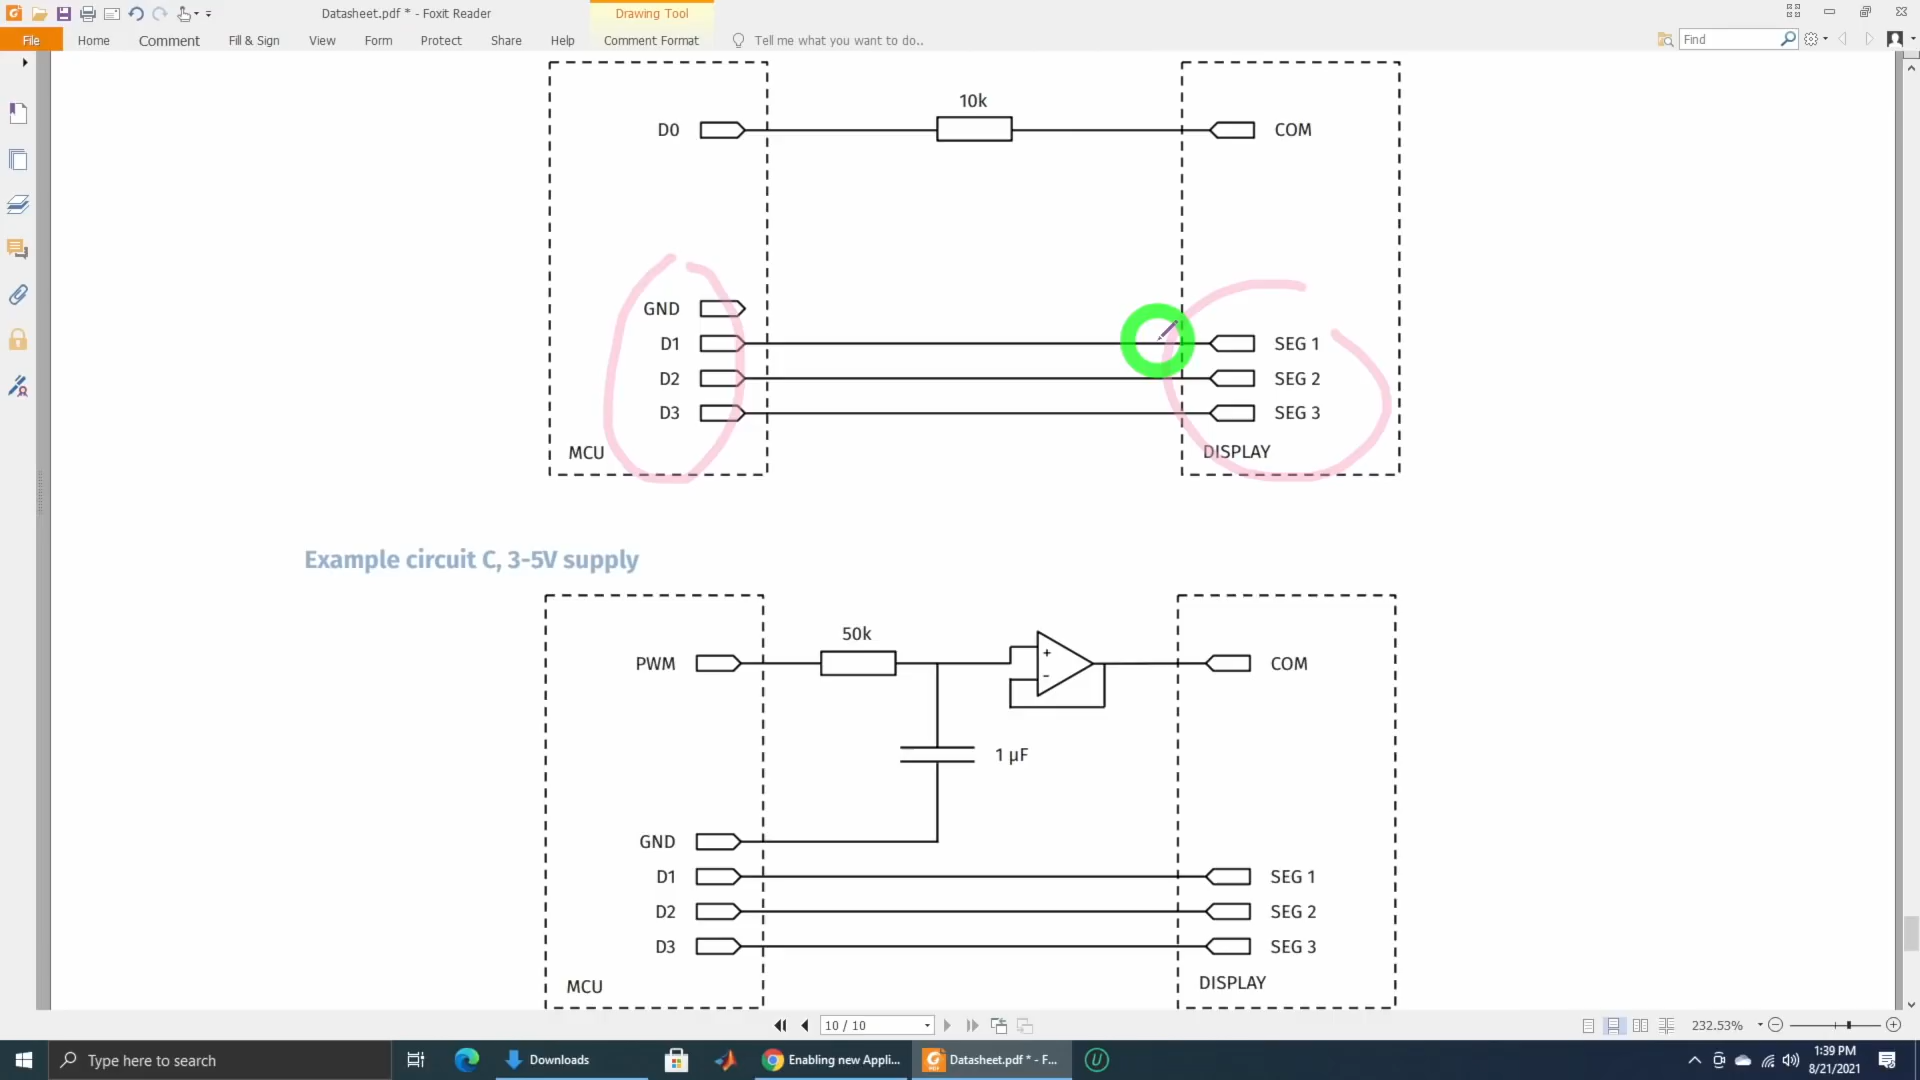 Datasheet.pdf * - Foxit Reader
Drawing Tool
File Home Comment Fill & Sign View Form Protect Share Help Comment Format Tell me what you want to do.. Find
10k
D0 COM
GND
D1 SEG 1
D2 SEG 2
D3 SEG 3
MCU DISPLAY
Example circuit C, 3-5V supply
50k
PWM + COM
-
1 µF
GND
D1 SEG 1
D2 SEG 2
D3 SEG 3
MCU DISPLAY
10 / 10 232.53%
Type here to search Downloads Enabling new Appli... Datasheet.pdf * - F... 1:39 PM
8/21/2021